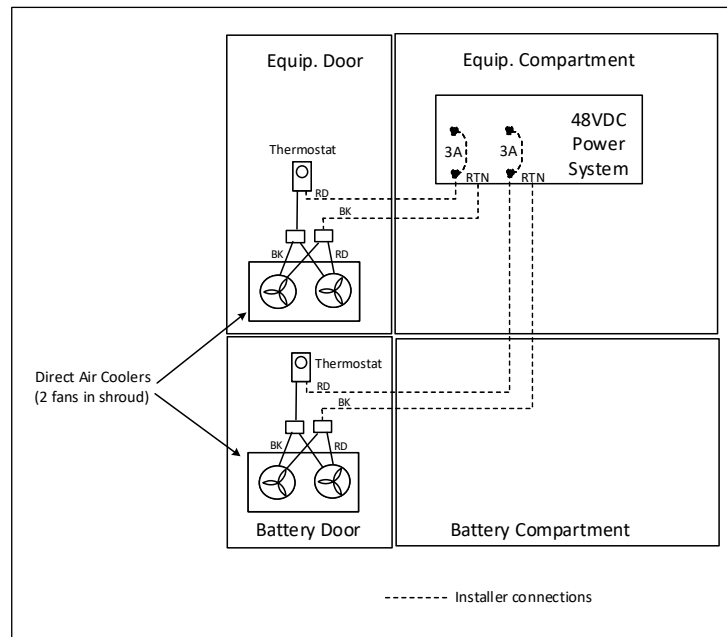 Equip. Door
Equip. Compartment
48VDC
Power
System
3A
3A
RTN
RTN
Thermostat
RD
BK
BK
RD
Direct Air Coolers
(2 fans in shroud)
Thermostat
RD
BK
BK
RD
Battery Door
Battery Compartment
Installer connections